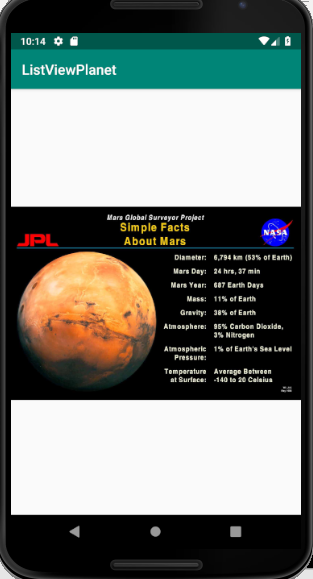 10:14
ListViewPlanet
Mars Global Surveyor Project
Simple Facts
About Mars
JPL
NASA
Diameter: 6,794 km (53% of Earth)
Mars Day: 24 hrs, 37 min
Mars Year: 687 Earth Days
Mass: 11% of Earth
Gravity: 38% of Earth
Atmosphere: 95% Carbon Dioxide,
3% Nitrogen
Atmospheric 1% of Earth's Sea Level
Pressure:
Temperature Average Between
at Surface: -140 to 20 Celsius